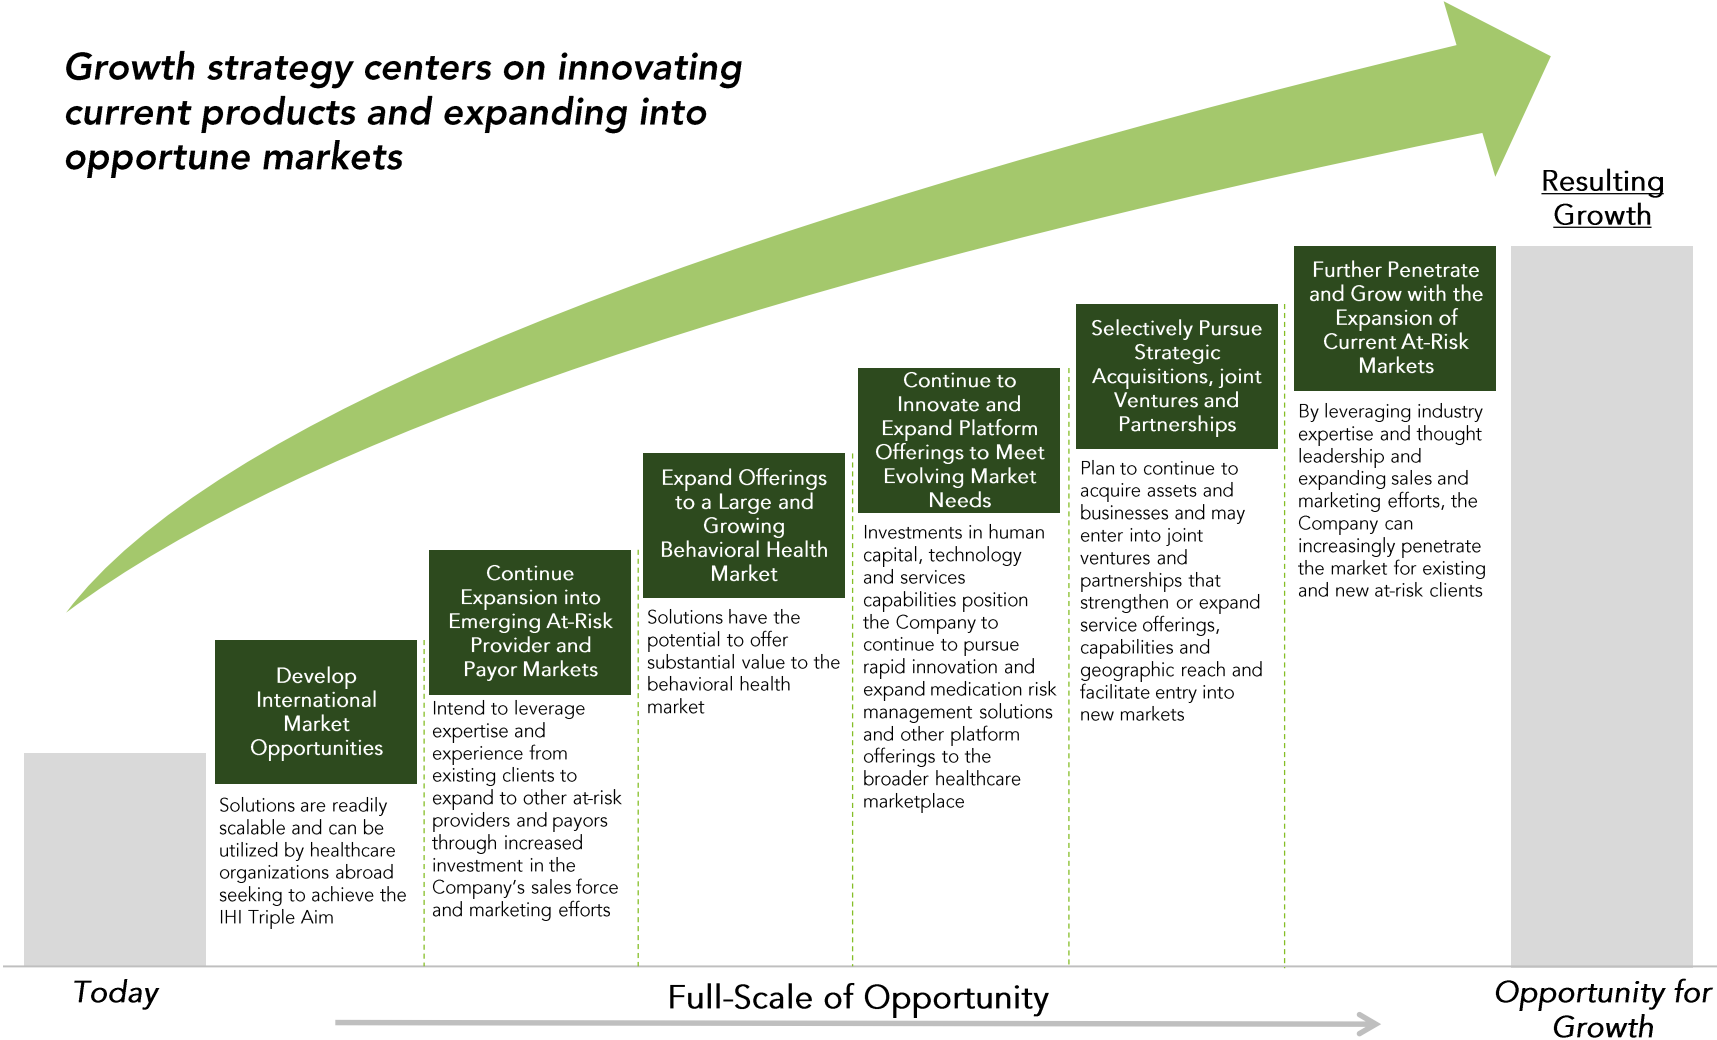 Growth strategy centers on innovating
current products and expanding into
opportune markets
Resulting
Growth
Develop
International
Market
Opportunities
Solutions are readily
scalable and can be
utilized by healthcare
organizations abroad
seeking to achieve the
IHI Triple Aim
Continue
Expansion into
Emerging At-Risk
Provider and
Payor Markets
Intend to leverage
expertise and
experience from
existing clients to
expand to other at-risk
providers and payors
through increased
investment in the
Company's sales force
and marketing efforts
Expand Offerings
to a Large and
Growing
Behavioral Health
Market
Solutions have the
potential to offer
substantial value to the
behavioral health
market
Continue to
Innovate and
Expand Platform
Offerings to Meet
Evolving Market
Needs
Investments in human
capital, technology
and services
capabilities position
the Company to
continue to pursue
rapid innovation and
expand medication risk
management solutions
and other platform
offerings to the
broader healthcare
marketplace
Selectively Pursue
Strategic
Acquisitions, joint
Ventures and
Partnerships
Plan to continue to
acquire assets and
businesses and may
enter into joint
ventures and
partnerships that
strengthen or expand
service offerings,
capabilities and
geographic reach and
facilitate entry into
new markets
Further Penetrate
and Grow with the
Expansion of
Current At-Risk
Markets
By leveraging industry
expertise and thought
leadership and
expanding sales and
marketing efforts, the
Company can
increasingly penetrate
the market for existing
and new at-risk clients
Today
Full-Scale of Opportunity
Opportunity for
Growth